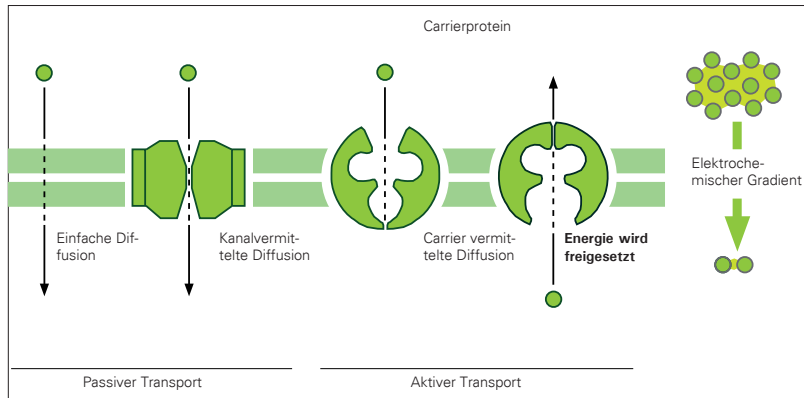 Carrierprotein
Elektroche-
mischer Gradient
Einfache Dif-
fusion
Kanalvermit-
telte Diffusion
Carrier vermit-
telte Diffusion
Energie wird
freigesetzt
Passiver Transport
Aktiver Transport